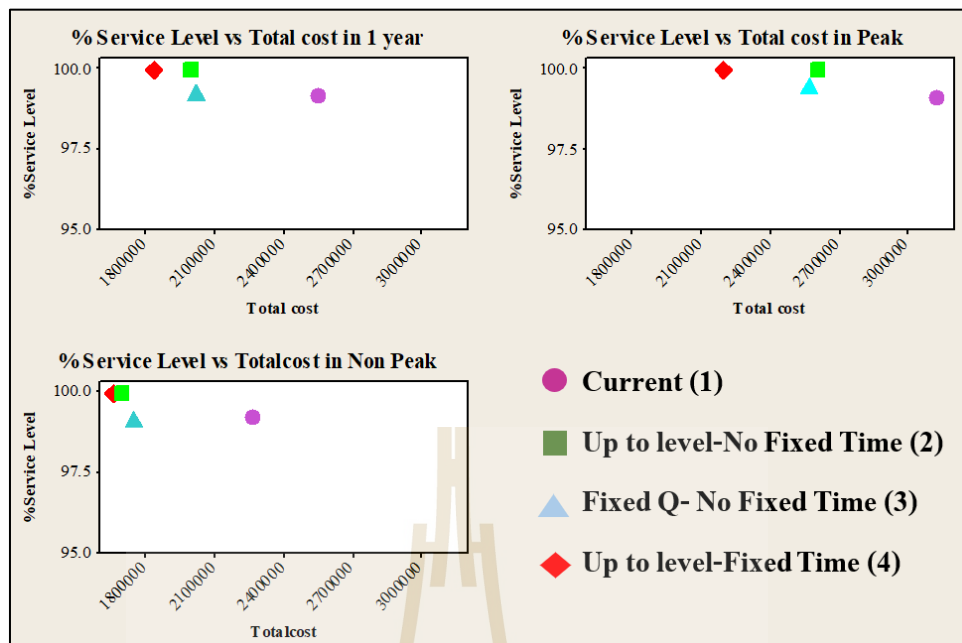 % Service Level vs Total cost in 1 year
%Service Level
100.0
97.5
95.0
1800000
2100000
2400000
2700000
3000000
Total cost
% Service Level vs Total cost in Peak
%Service Level
100.0
97.5
95.0
1800000
2100000
2400000
2700000
3000000
Total cost
% Service Level vs Totalcost in Non Peak
%Service Level
100.0
97.5
95.0
1800000
2100000
2400000
2700000
3000000
Totalcost
Current (1)
Up to level-No Fixed Time (2)
Fixed Q- No Fixed Time (3)
Up to level-Fixed Time (4)